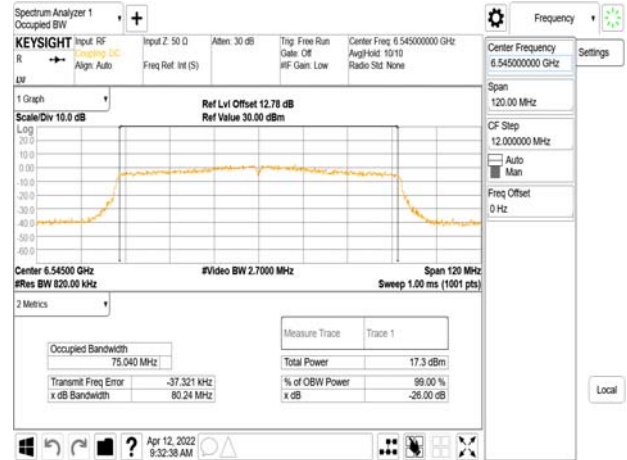 Spectrum Analyzer 1
Occupied BW
+
Frequency
KEYSIGHT
R
LVI
Input: RF
Coupling: DC
Align: Auto
Input Z: 50 Ω
Freq Ref: Int (S)
Atten: 30 dB
Trig: Free Run
Gate: Off
#IF Gain: Low
Center Freq: 6.545000000 GHz
Avg|Hold: 10/10
Radio Std: None
Center Frequency
6.545000000 GHz
Settings
Span
120.00 MHz
CF Step
12.000000 MHz
Auto
Man
Freq Offset
0 Hz
Local
1 Graph
Scale/Div 10.0 dB
Ref Lvl Offset 12.78 dB
Ref Value 30.00 dBm
Log
20.0
10.0
0.00
-10.0
-20.0
-30.0
-40.0
-50.0
-60.0
Center 6.54500 GHz
#Res BW 820.00 kHz
#Video BW 2.7000 MHz
Span 120 MHz
Sweep 1.00 ms (1001 pts)
2 Metrics
Measure Trace
Trace 1
Occupied Bandwidth
75.040 MHz
Total Power
17.3 dBm
Transmit Freq Error
-37.321 kHz
% of OBW Power
99.00 %
x dB Bandwidth
80.24 MHz
x dB
-26.00 dB
?
Apr 12, 2022
9:32:38 AM